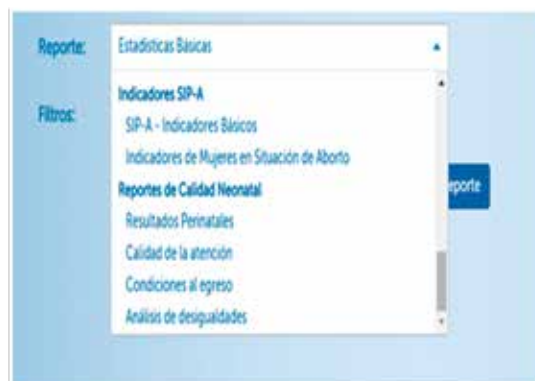 Reporte: Estadísticas Básicas
Indicadores SIP-A
Filtros:
SIP-A - Indicadores Básicos
Indicadores de Mujeres en Situación de Aborto
Reportes de Calidad Neonatal
eporte
Resultados Perinatales
Calidad de la atención
Condiciones al egreso
Análisis de desigualdades